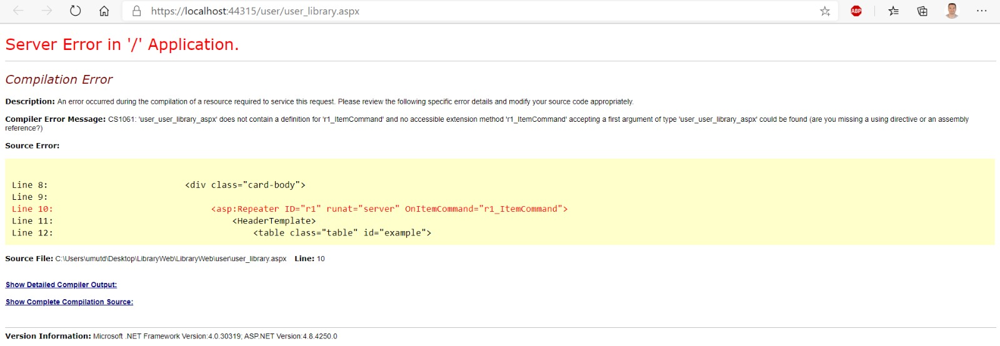 https://localhost:44315/user/user_library.aspx
ABP
Server Error in '/' Application.
Compilation Error
Description: An error occurred during the compilation of a resource required to service this request. Please review the following specific error details and modify your source code appropriately.
Compiler Error Message: CS1061: 'user_user_library_aspx' does not contain a definition for 'r1_ItemCommand' and no accessible extension method 'r1_ItemCommand' accepting a first argument of type 'user_user_library_aspx' could be found (are you missing a using directive or an assembly
reference?)
Source Error:
Line 8: <div class="card-body">
Line 9:
Line 10: <asp:Repeater ID="r1" runat="server" OnItemCommand="r1_ItemCommand">
Line 11: <HeaderTemplate>
Line 12: <table class="table" id="example">
Source File: C:\Users\umutd\Desktop\LibraryWeb\LibraryWeb\user\user_library.aspx Line: 10
Show Detailed Compiler Output:
Show Complete Compilation Source:
Version Information: Microsoft .NET Framework Version:4.0.30319; ASP.NET Version:4.8.4250.0